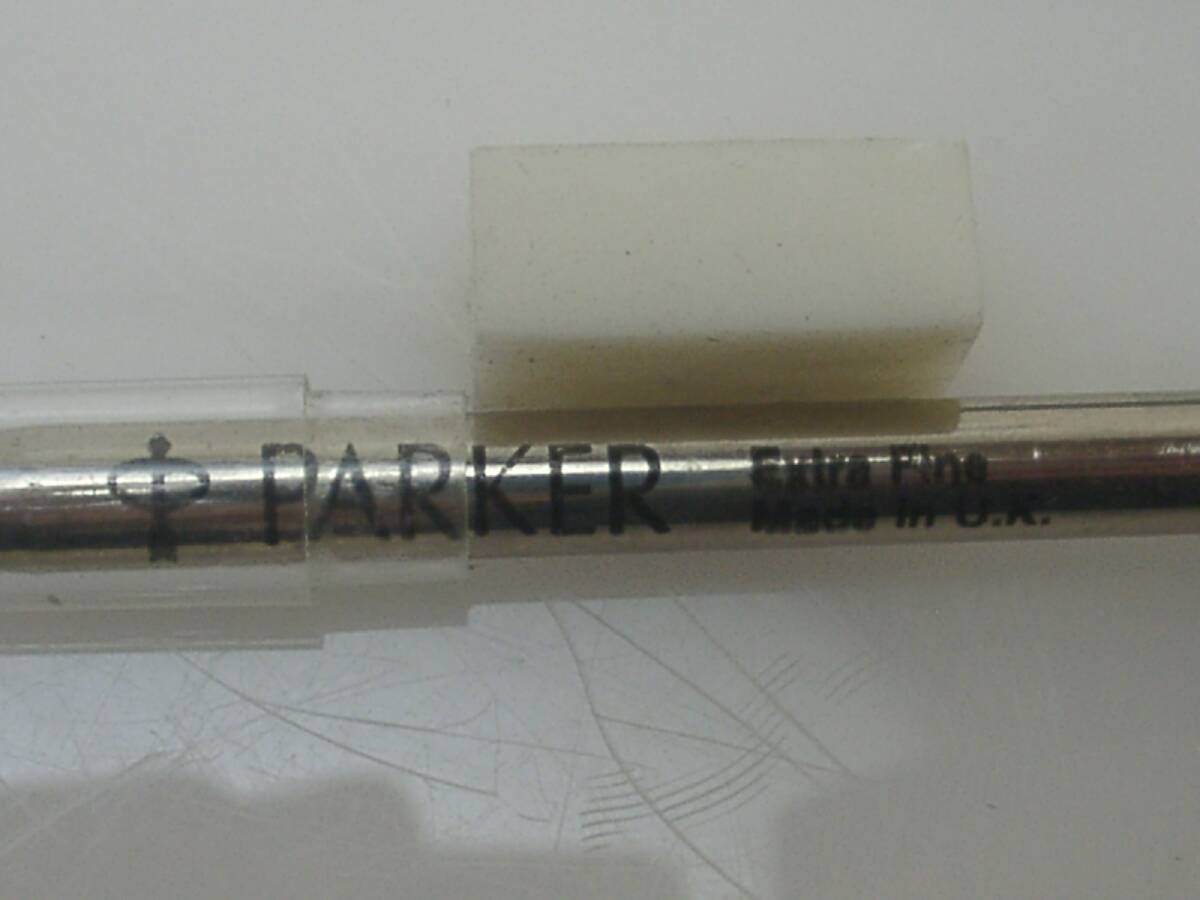 PARKER
Extra Fine
Made in U.K.